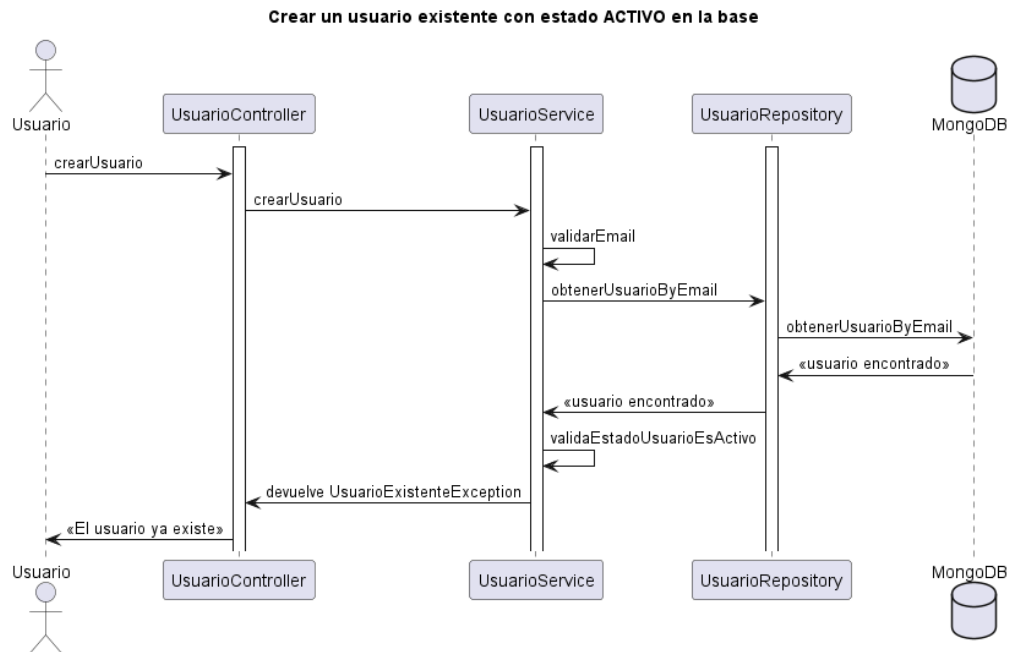 Crear un usuario existente con estado ACTIVO en la base
Usuario
UsuarioController
UsuarioService
UsuarioRepository
MongoDB
crearUsuario
crearUsuario
validarEmail
obtenerUsuarioByEmail
obtenerUsuarioByEmail
«usuario encontrado»
«usuario encontrado»
validaEstadoUsuarioEsActivo
devuelve UsuarioExistenteException
«El usuario ya existe»
Usuario
UsuarioController
UsuarioService
UsuarioRepository
MongoDB